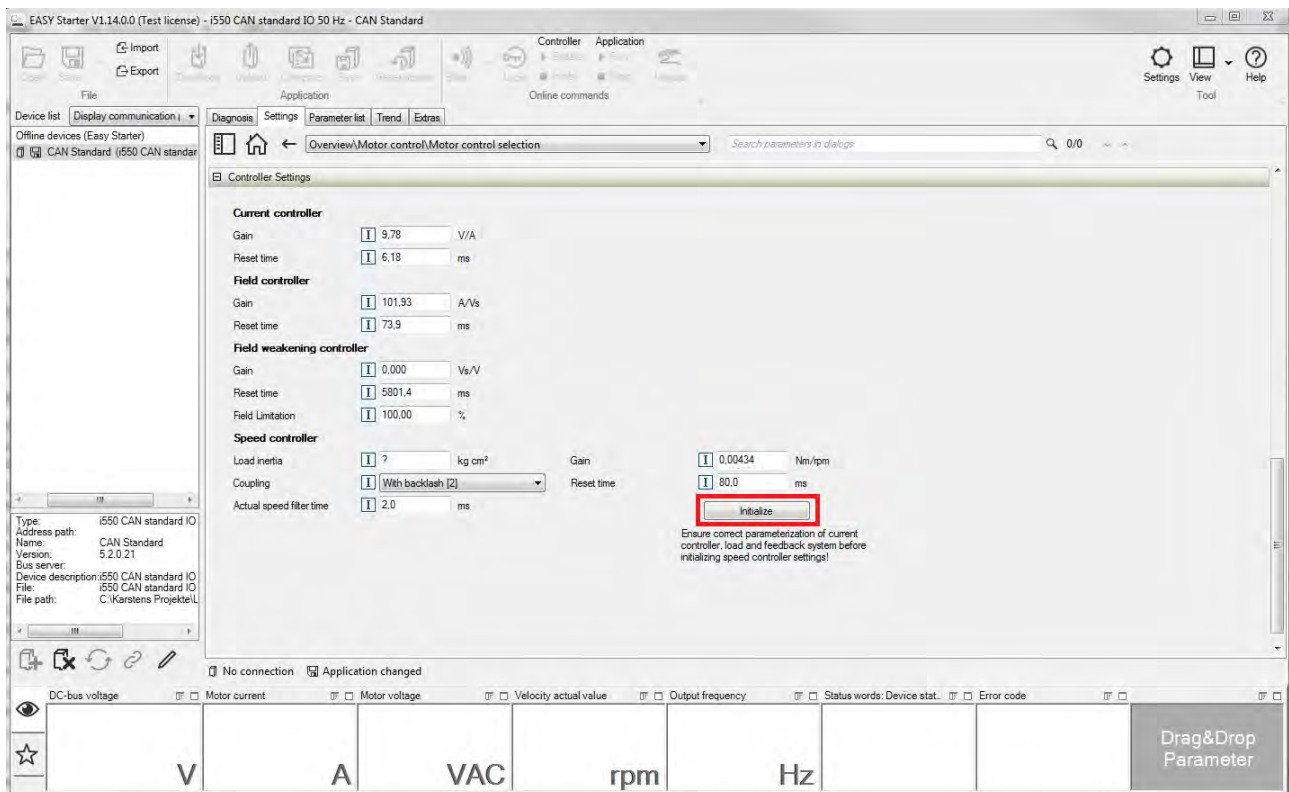 EASY Starter V1.14.0.0 (Test license) - i550 CAN standard IO 50 Hz - CAN Standard
Import
Export
File
Application
Controller Application
Online commands
Settings View Help
Tool
Device list Display communication
Offline devices (Easy Starter)
CAN Standard (i550 CAN standar
Diagnosis Settings Parameter list Trend Extras
Overview\Motor control\Motor control selection
Search parameters in dialogs
0/0
Controller Settings
Current controller
Gain I 9,78 V/A
Reset time I 6,18 ms
Field controller
Gain I 101,93 A/Vs
Reset time I 73,9 ms
Field weakening controller
Gain I 0,000 Vs/V
Reset time I 5801,4 ms
Field Limitation I 100,00 %
Speed controller
Load inertia I ? kg cm² Gain I 0,00434 Nm/rpm
Coupling I With backlash [2] Reset time I 80,0 ms
Actual speed filter time I 2,0 ms
Initialize
Ensure correct parameterization of current
controller, load and feedback system before
initializing speed controller settings!
Type: i550 CAN standard IO
Address path:
Name: CAN Standard
Version: 5.2.0.21
Bus server:
Device description: i550 CAN standard IO
File: i550 CAN standard IO
File path: C:\Karstens Projekte\L
No connection Application changed
DC-bus voltage Motor current Motor voltage Velocity actual value Output frequency Status words: Device stat.. Error code
V A VAC rpm Hz
Drag&Drop
Parameter